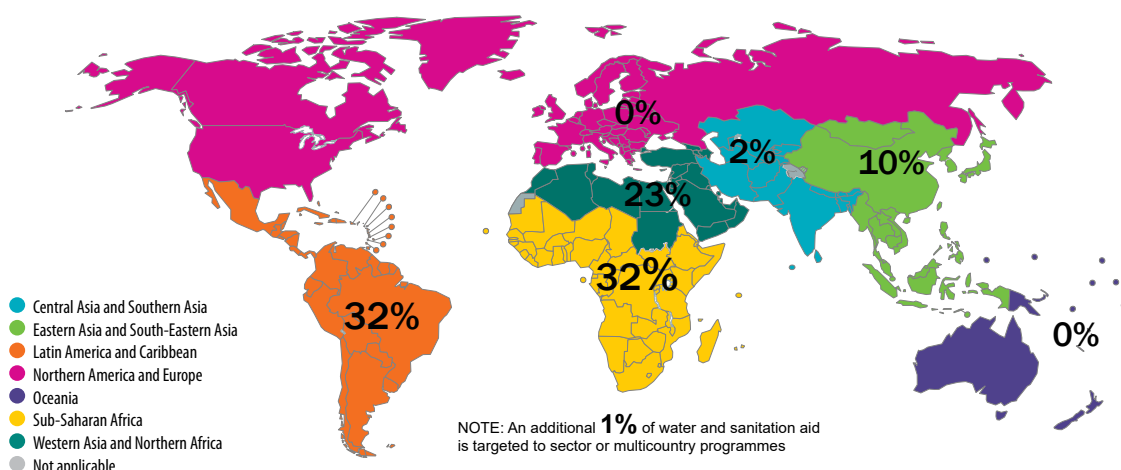 0%
2%
10%
23%
32%
32%
0%
Central Asia and Southern Asia
Eastern Asia and South-Eastern Asia
Latin America and Caribbean
Northern America and Europe
Oceania
Sub-Saharan Africa
Western Asia and Northern Africa
Not applicable
NOTE: An additional 1% of water and sanitation aid
is targeted to sector or multicountry programmes